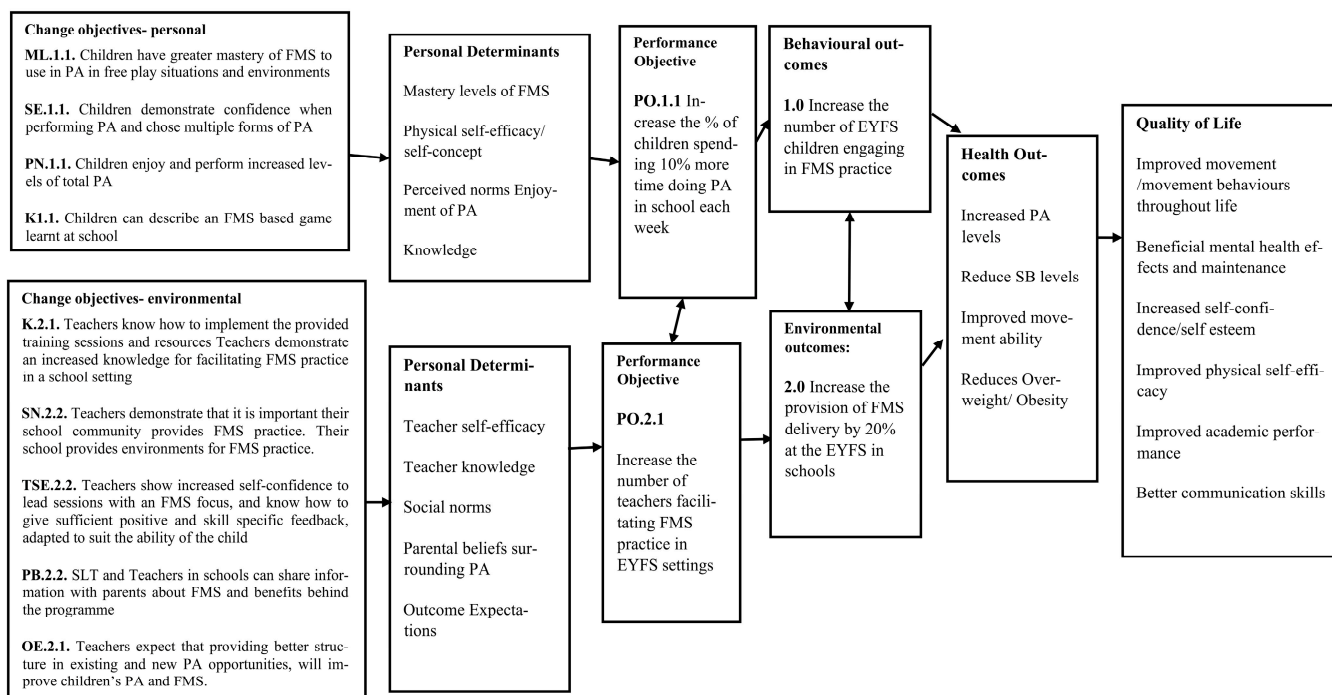 Change objectives- personal
ML.1.1. Children have greater mastery of FMS to
use in PA in free play situations and environments
SE.1.1. Children demonstrate confidence when
performing PA and chose multiple forms of PA
PN.1.1. Children enjoy and perform increased lev-
els of total PA
K1.1. Children can describe an FMS based game
learnt at school
Change objectives- environmental
K.2.1. Teachers know how to implement the provided
training sessions and resources Teachers demonstrate
an increased knowledge for facilitating FMS practice
in a school setting
SN.2.2. Teachers demonstrate that it is important their
school community provides FMS practice. Their
school provides environments for FMS practice.
TSE.2.2. Teachers show increased self-confidence to
lead sessions with an FMS focus, and know how to
give sufficient positive and skill specific feedback,
adapted to suit the ability of the child
PB.2.2. SLT and Teachers in schools can share infor-
mation with parents about FMS and benefits behind
the programme
OE.2.1. Teachers expect that providing better struc-
ture in existing and new PA opportunities, will im-
prove children's PA and FMS.
Personal Determinants
Mastery levels of FMS
Physical self-efficacy/
self-concept
Perceived norms Enjoy-
ment of PA
Knowledge
Personal Determi-
nants
Teacher self-efficacy
Teacher knowledge
Social norms
Parental beliefs sur-
rounding PA
Outcome Expecta-
tions
Performance
Objective
PO.1.1 In-
crease the % of
children spend-
ing 10% more
time doing PA
in school each
week
Performance
Objective
PO.2.1
Increase the
number of
teachers facili-
tating FMS
practice in
EYFS settings
Behavioural out-
comes
1.0 Increase the
number of EYFS
children engaging
in FMS practice
Environmental
outcomes:
2.0 Increase the
provision of FMS
delivery by 20%
at the EYFS in
schools
Health Out-
comes
Increased PA
levels
Reduce SB levels
Improved move-
ment ability
Reduces Over-
weight/ Obesity
Quality of Life
Improved movement
/movement behaviours
throughout life
Beneficial mental health ef-
fects and maintenance
Increased self-confi-
dence/self esteem
Improved physical self-effi-
cacy
Improved academic perfor-
mance
Better communication skills